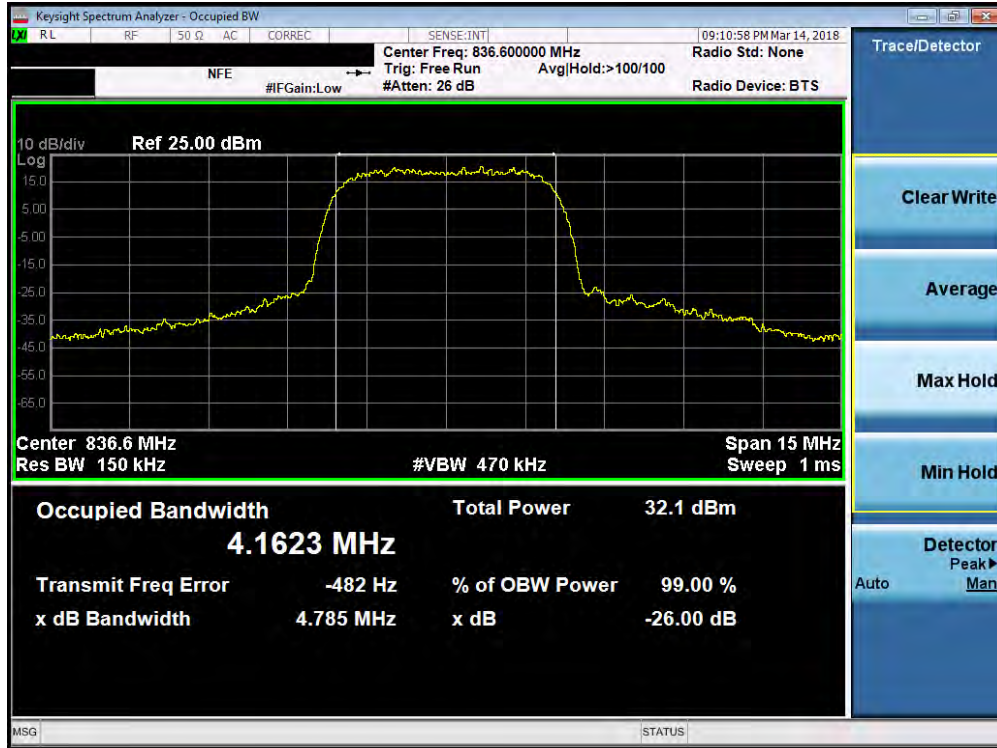 Keysight Spectrum Analyzer - Occupied BW
LXI RL RF 50 Ω AC CORREC SENSE:INT 09:10:58 PM Mar 14, 2018
Center Freq: 836.600000 MHz Radio Std: None
NFE Trig: Free Run Avg|Hold:>100/100
#IFGain:Low #Atten: 26 dB Radio Device: BTS
Trace/Detector
10 dB/div Ref 25.00 dBm
Log
15.0
5.00
-5.00
-15.0
-25.0
-35.0
-45.0
-55.0
-65.0
Center 836.6 MHz Span 15 MHz
Res BW 150 kHz #VBW 470 kHz Sweep 1 ms
Occupied Bandwidth Total Power 32.1 dBm
4.1623 MHz
Transmit Freq Error -482 Hz % of OBW Power 99.00 %
x dB Bandwidth 4.785 MHz x dB -26.00 dB
Clear Write
Average
Max Hold
Min Hold
Detector
Peak▶
Auto Man
MSG STATUS